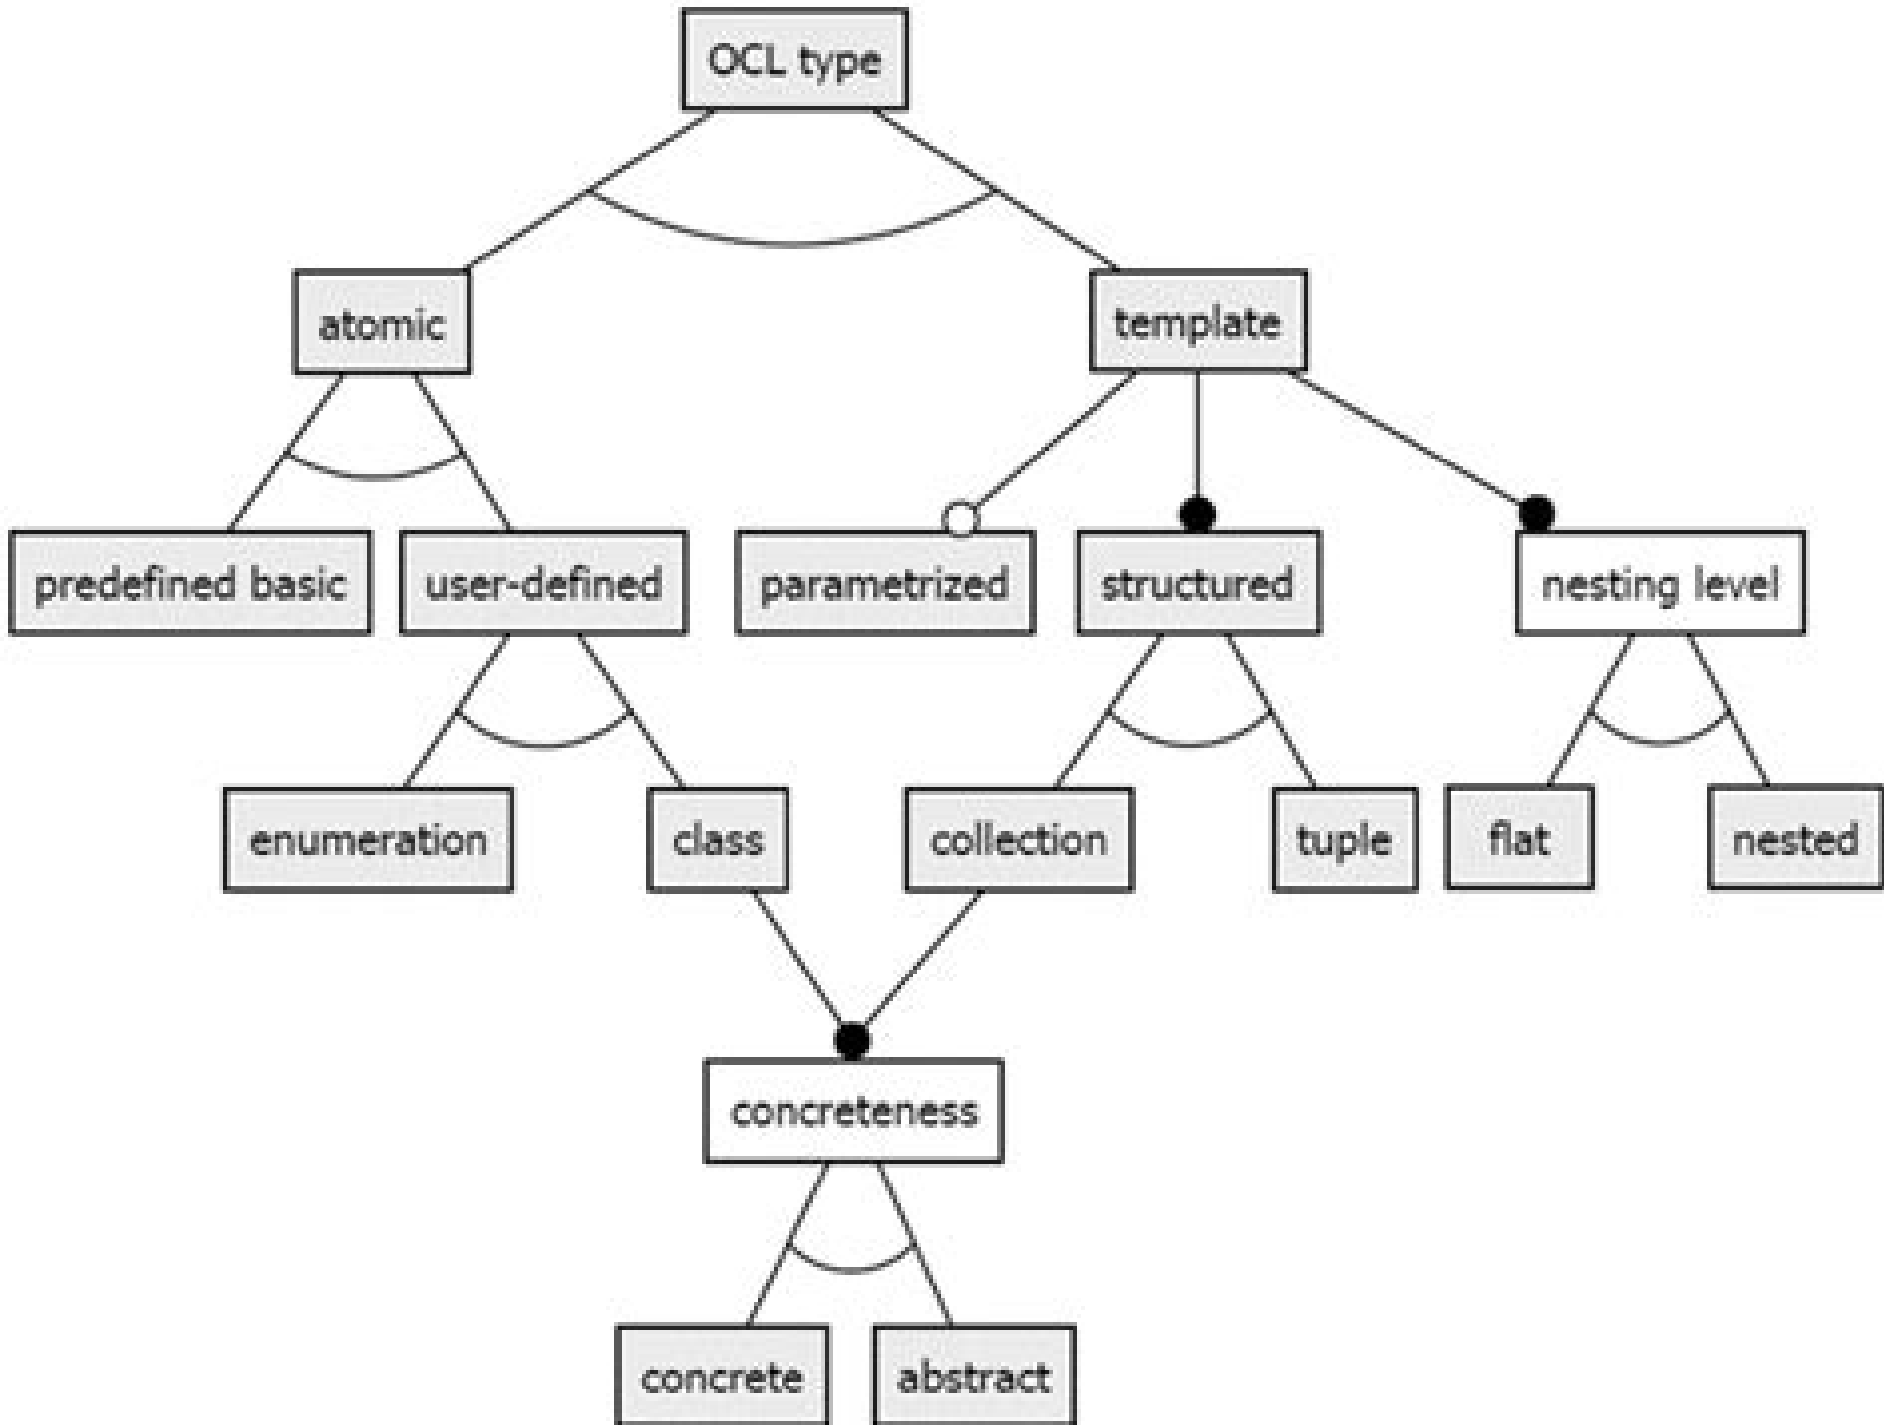 OCL type
atomic
template
predefined basic
user-defined
parametrized
structured
nesting level
enumeration
class
collection
tuple
flat
nested
concreteness
concrete
abstract